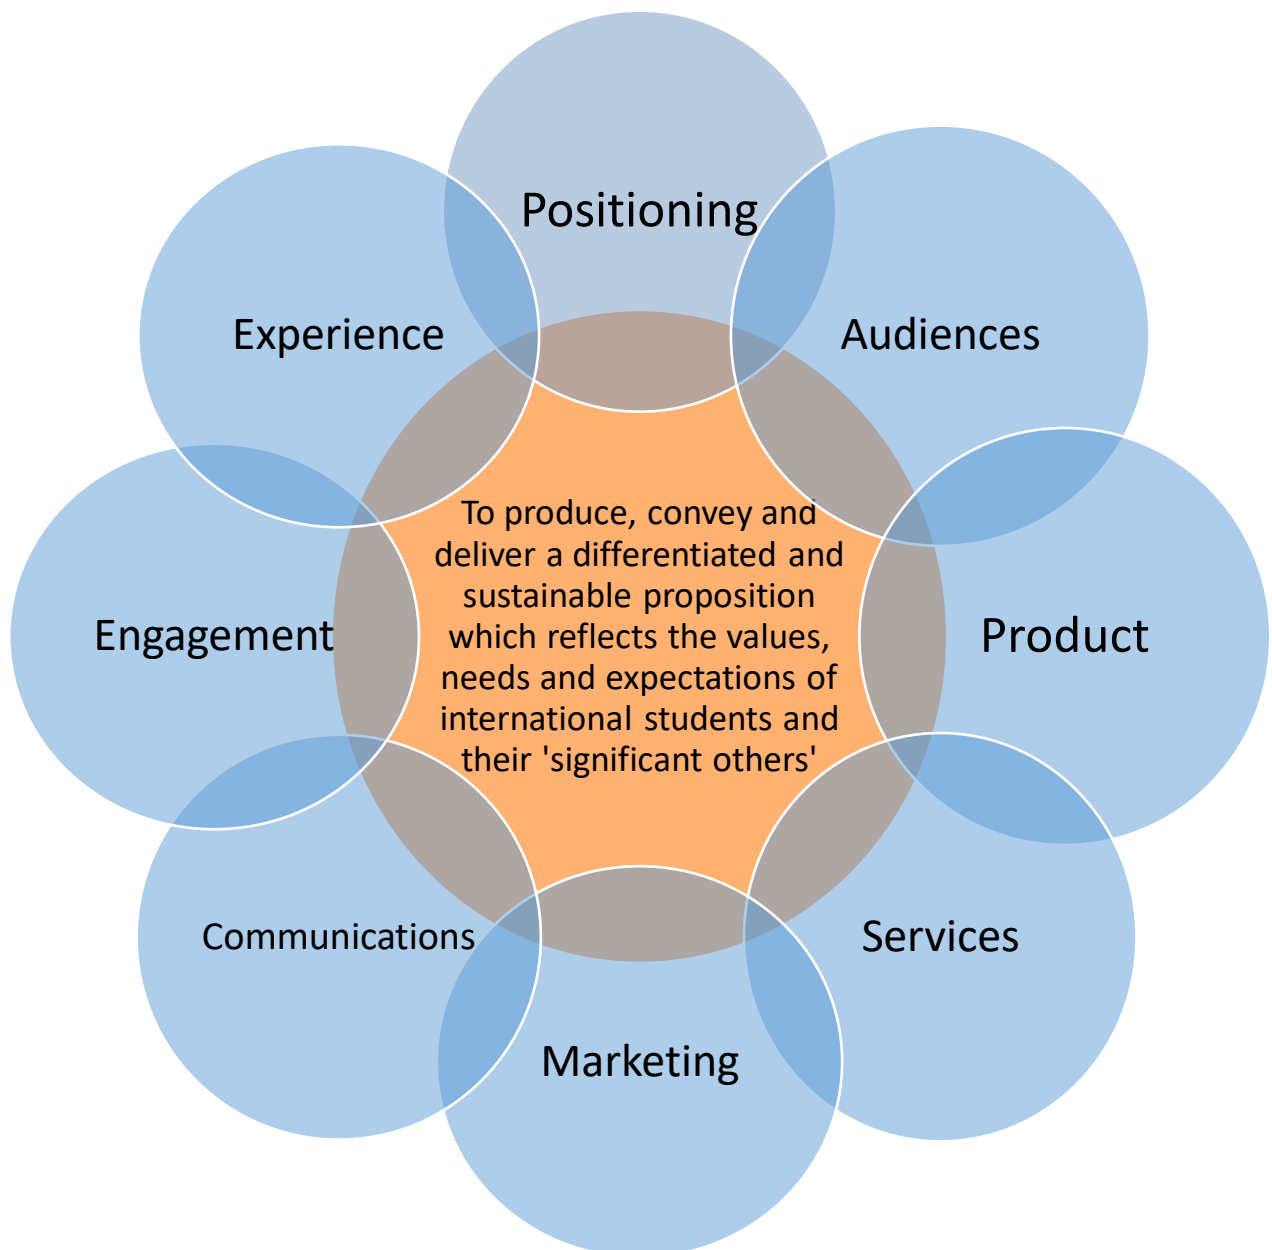 Positioning
Audiences
Product
Services
Marketing
Communications
Engagement
Experience
To produce, convey and
deliver a differentiated and
sustainable proposition
which reflects the values,
needs and expectations of
international students and
their 'significant others'